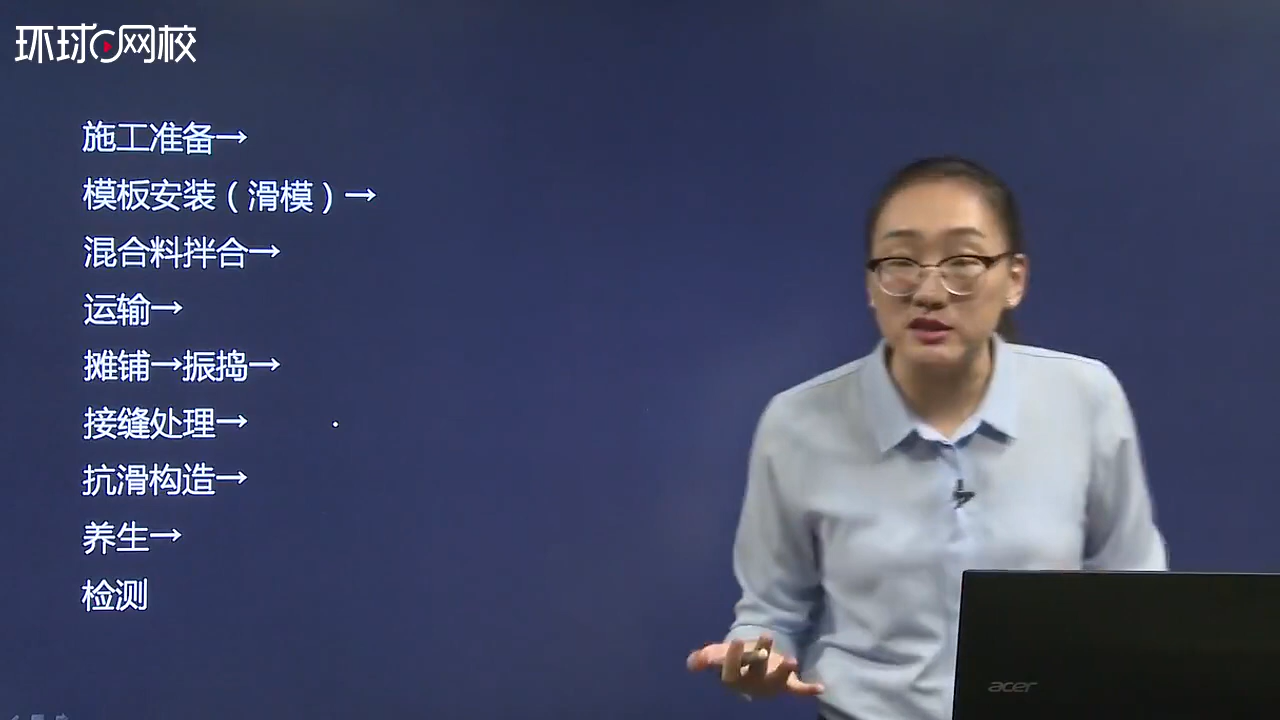 环球网校
施工准备→
模板安装（滑模）→
混合料拌合→
运输→
摊铺→振捣→
接缝处理→
抗滑构造→
养生→
检测
acer